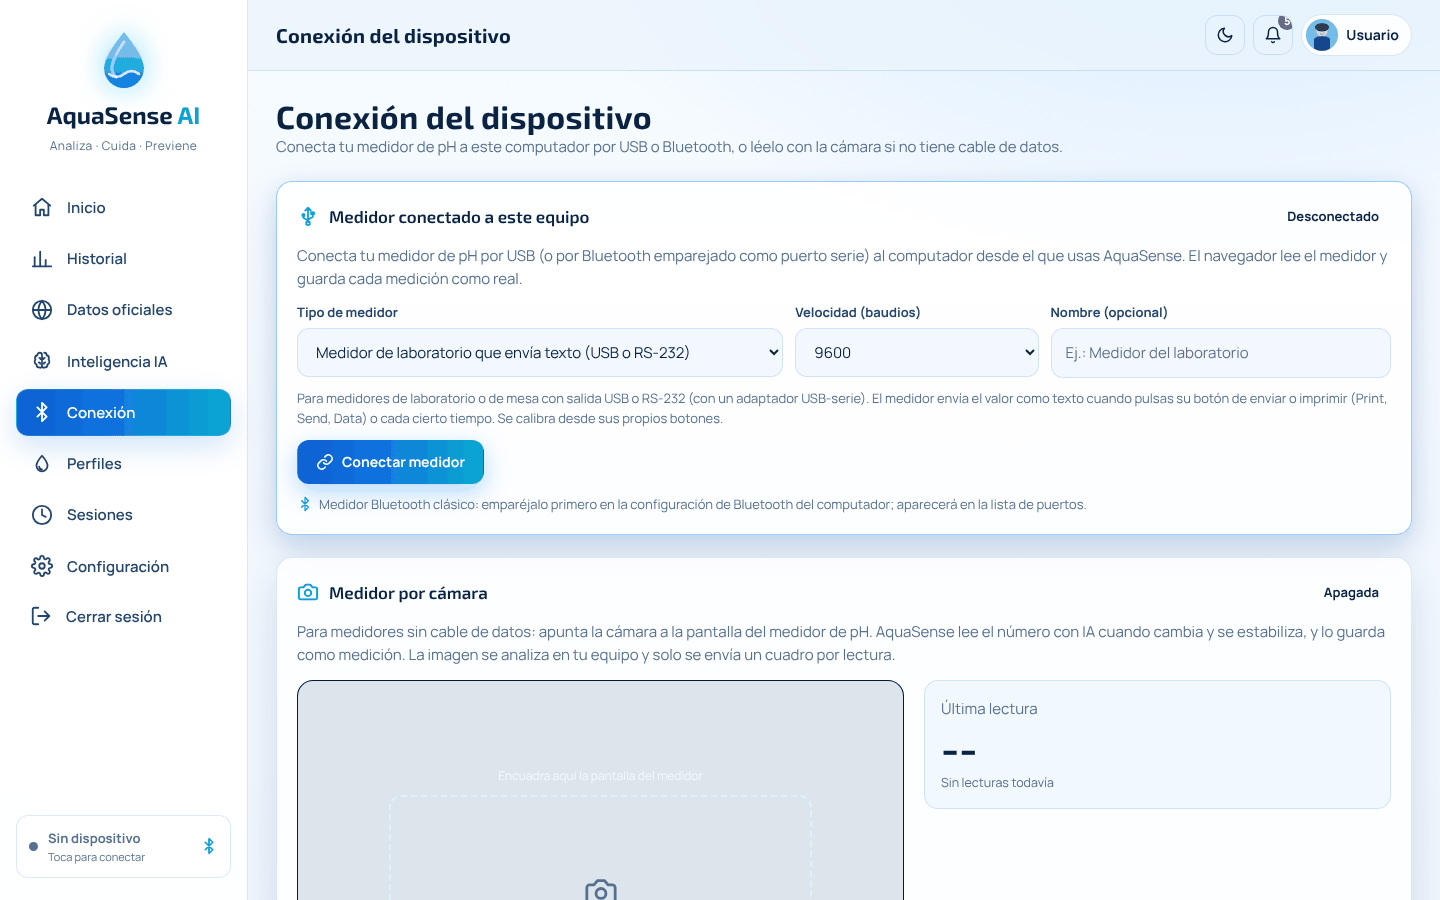 AquaSense AI
Analiza · Cuida · Previene
Inicio
Historial
Datos oficiales
Inteligencia IA
Conexión
Perfiles
Sesiones
Configuración
Cerrar sesión
Sin dispositivo
Toca para conectar
Conexión del dispositivo
5
Usuario
Conexión del dispositivo
Conecta tu medidor de pH a este computador por USB o Bluetooth, o léelo con la cámara si no tiene cable de datos.
Medidor conectado a este equipo
Desconectado
Conecta tu medidor de pH por USB (o por Bluetooth emparejado como puerto serie) al computador desde el que usas AquaSense. El navegador lee el medidor y
guarda cada medición como real.
Tipo de medidor
Velocidad (baudios)
Nombre (opcional)
Medidor de laboratorio que envía texto (USB o RS-232)
9600
Ej.: Medidor del laboratorio
Para medidores de laboratorio o de mesa con salida USB o RS-232 (con un adaptador USB-serie). El medidor envía el valor como texto cuando pulsas su botón de enviar o imprimir (Print,
Send, Data) o cada cierto tiempo. Se calibra desde sus propios botones.
Conectar medidor
Medidor Bluetooth clásico: emparéjalo primero en la configuración de Bluetooth del computador; aparecerá en la lista de puertos.
Medidor por cámara
Apagada
Para medidores sin cable de datos: apunta la cámara a la pantalla del medidor de pH. AquaSense lee el número con IA cuando cambia y se estabiliza, y lo guarda
como medición. La imagen se analiza en tu equipo y solo se envía un cuadro por lectura.
Encuadra aquí la pantalla del medidor
Última lectura
--
Sin lecturas todavía